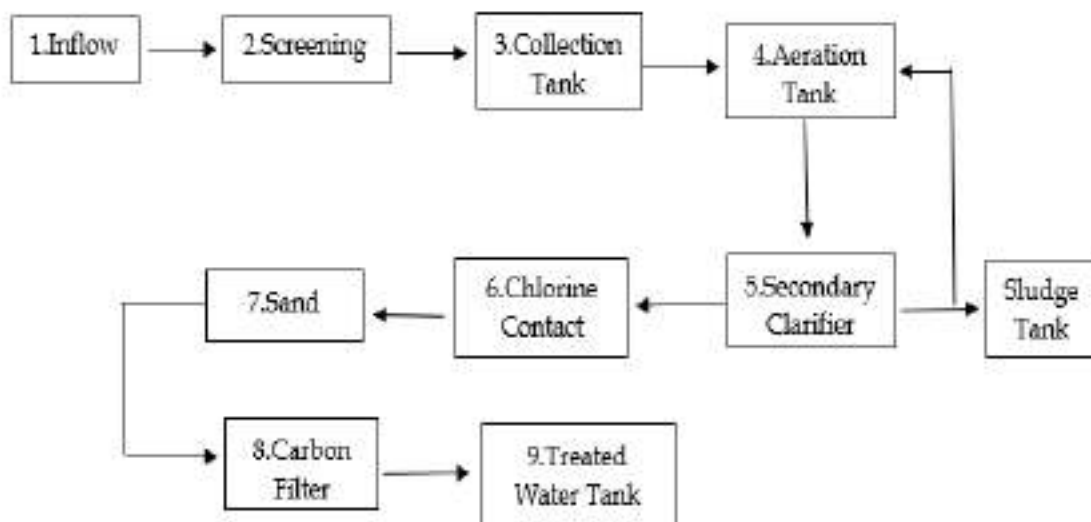 1.Inflow
2.Screening
3.Collection
Tank
4.Aeration
Tank
7.Sand
6.Chlorine
Contact
5.Secondary
Clarifier
Sludge
Tank
8.Carbon
Filter
9.Treated
Water Tank